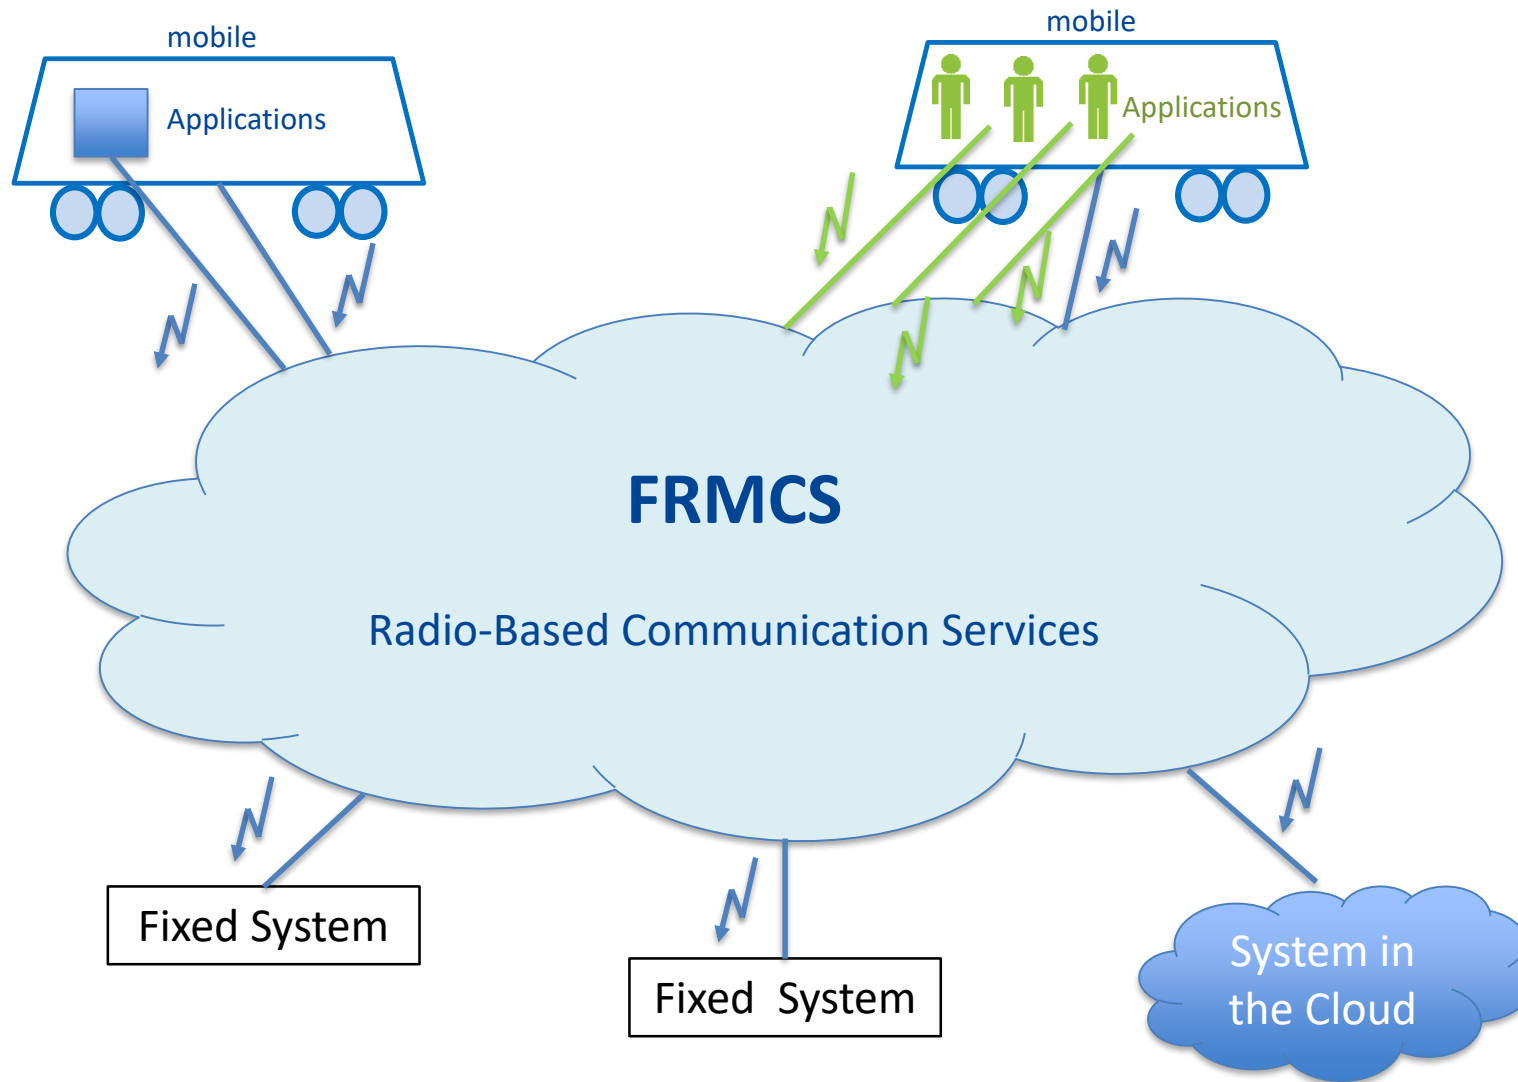 mobile
mobile
Applications
Applications
FRMCS
Radio-Based Communication Services
Fixed System
Fixed System
System in
the Cloud